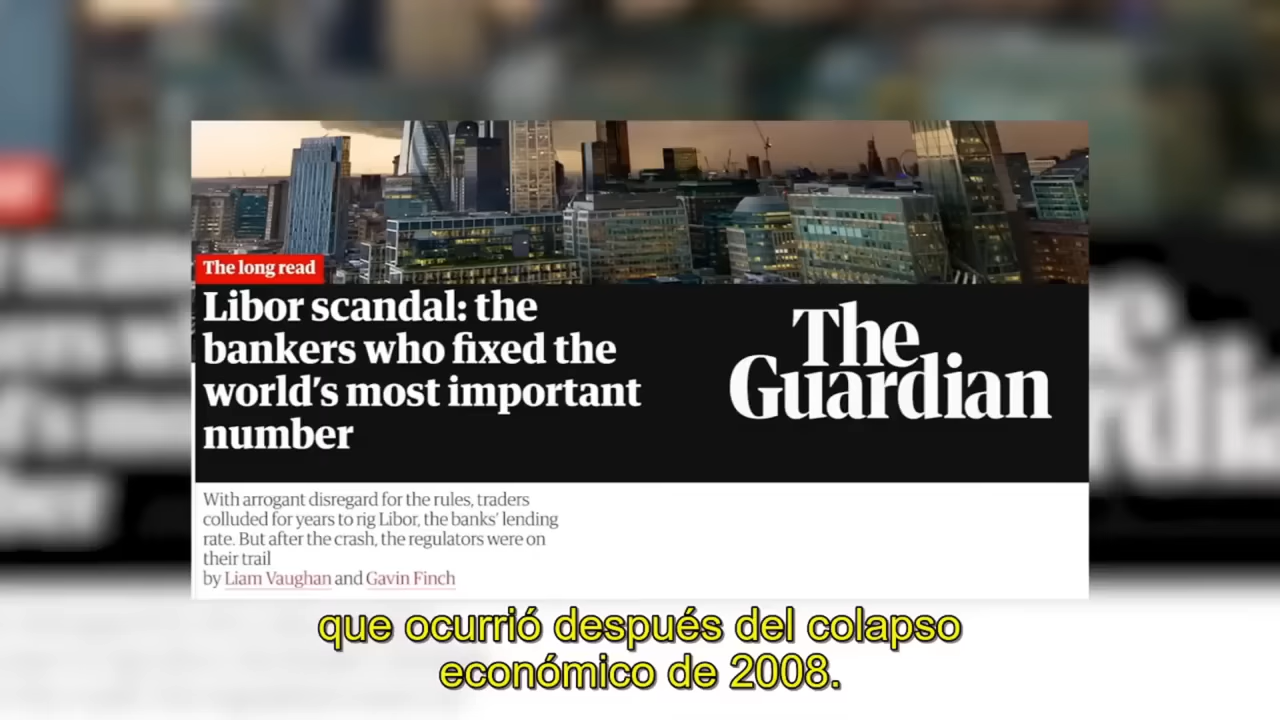 The long read
Libor scandal: the
bankers who fixed the
world's most important
number
The
Guardian
With arrogant disregard for the rules, traders
colluded for years to rig Libor, the banks' lending
rate. But after the crash, the regulators were on
their trail
by Liam Vaughan and Gavin Finch
que ocurrió después del colapso
económico de 2008.